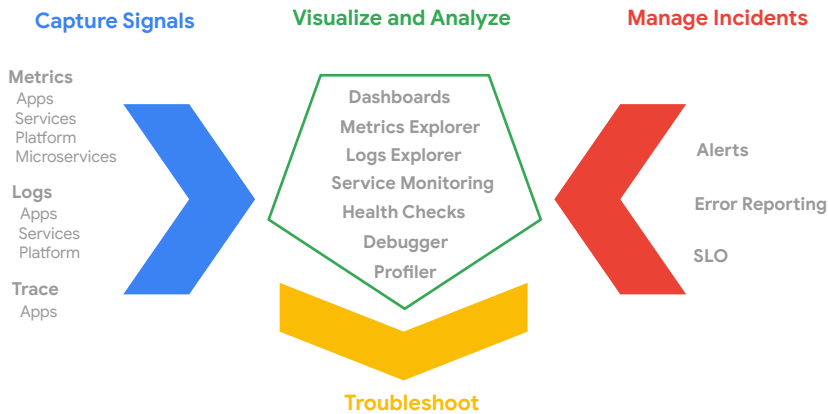 Capture Signals
Visualize and Analyze
Manage Incidents
Metrics
Apps
Services
Platform
Microservices
Logs
Apps
Services
Platform
Trace
Apps
Dashboards
Metrics Explorer
Logs Explorer
Service Monitoring
Health Checks
Debugger
Profiler
Alerts
Error Reporting
SLO
Troubleshoot